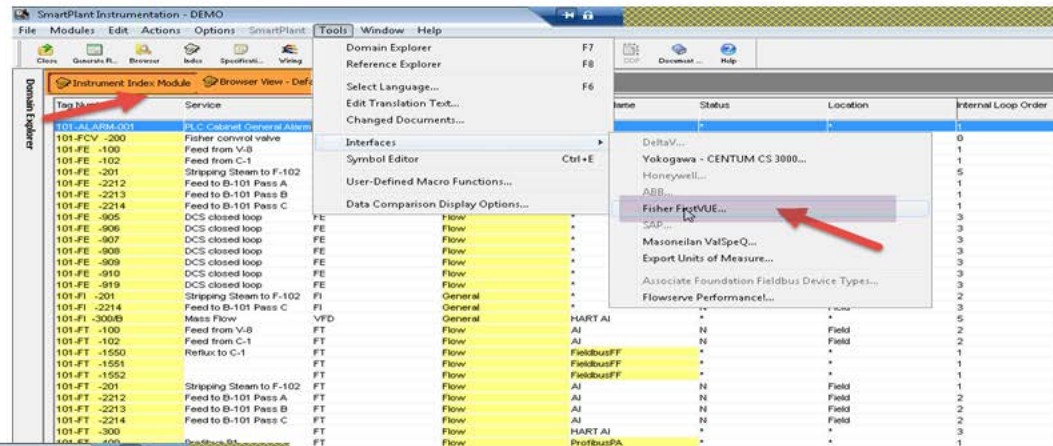 SmartPlant Instrumentation - DEMO
File Modules Edit Actions Options SmartPlant Tools Window Help
Close Generate R... Browser Index Specificati... Wiring Document ... Help
Domain Explorer
Instrument Index Module Browser View - Defa
Domain Explorer F7
Reference Explorer F8
Select Language... F6
Edit Translation Text...
Changed Documents...
Interfaces
Symbol Editor Ctrl+E
User-Defined Macro Functions...
Data Comparison Display Options...
DeltaV...
Yokogawa - CENTUM CS 3000...
Honeywell...
ABB...
Fisher FirstVUE...
SAP...
Masoneilan ValSpeQ...
Export Units of Measure...
Associate Foundation Fieldbus Device Types...
Flowserve Performance!...
Service Status Location Internal Loop Order
101-ALARM-001 PLC Cabinet General Alarm * * 1
101-FCV -200 Fisher convrol valve 0
101-FE -100 Feed from V-8 1
101-FE -102 Feed from C-1 1
101-FE -201 Stripping Steam to F-102 5
101-FE -2212 Feed to B-101 Pass A 1
101-FE -2213 Feed to B-101 Pass B 1
101-FE -2214 Feed to B-101 Pass C 1
101-FE -905 DCS closed loop FE Flow * 3
101-FE -906 DCS closed loop FE Flow * 3
101-FE -907 DCS closed loop FE Flow * 3
101-FE -908 DCS closed loop FE Flow * 3
101-FE -909 DCS closed loop FE Flow * 3
101-FE -910 DCS closed loop FE Flow * 3
101-FE -919 DCS closed loop FE Flow * 3
101-FI -201 Stripping Steam to F-102 FI General * 2
101-FI -2214 Feed to B-101 Pass C FI General * 3
101-FI -300/B Mass Flow VFD General HART AI * * 5
101-FT -100 Feed from V-8 FT Flow AI N Field 2
101-FT -102 Feed from C-1 FT Flow AI N Field 2
101-FT -1550 Reflux to C-1 FT Flow FieldbusFF * * 1
101-FT -1551 FT Flow FieldbusFF * * 1
101-FT -1552 FT Flow FieldbusFF * * 1
101-FT -201 Stripping Steam to F-102 FT Flow AI N Field 1
101-FT -2212 Feed to B-101 Pass A FT Flow AI N Field 2
101-FT -2213 Feed to B-101 Pass B FT Flow AI N Field 2
101-FT -2214 Feed to B-101 Pass C FT Flow AI N Field 2
101-FT -300 FT Flow HART AI * * 3
101-FT -400 FT Flow ProfibusPA